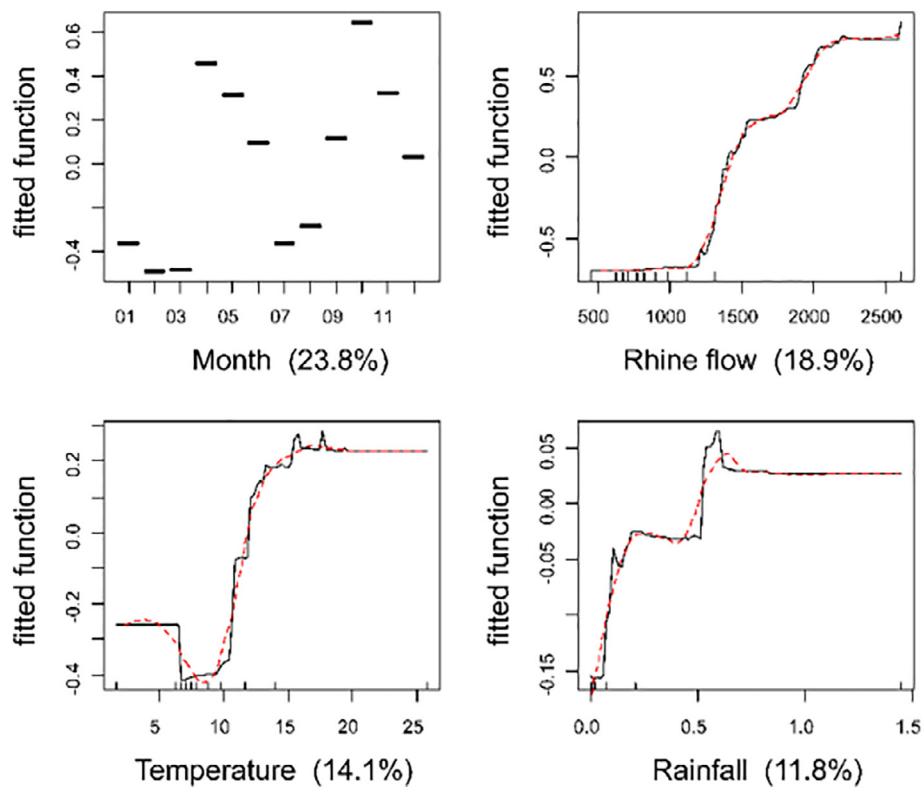 fitted function
0.6
0.4
0.2
0.0
-0.4
01 03 05 07 09 11
Month (23.8%)
fitted function
0.5
0.0
-0.5
500 1000 1500 2000 2500
Rhine flow (18.9%)
fitted function
0.2
0.0
-0.2
-0.4
5 10 15 20 25
Temperature (14.1%)
fitted function
0.05
0.00
-0.05
-0.15
0.0 0.5 1.0 1.5
Rainfall (11.8%)